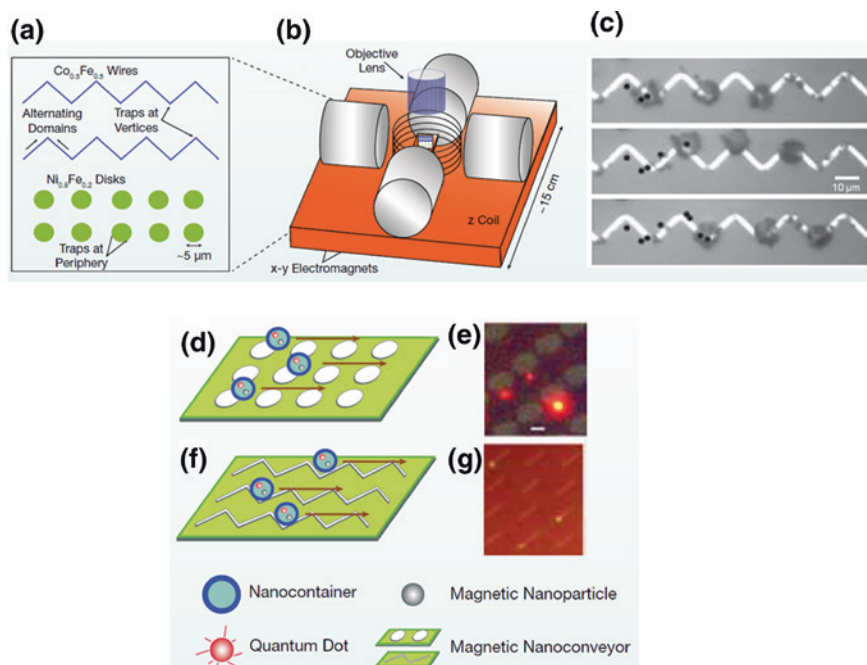 (a)
Co0.5Fe0.5 Wires
Alternating
Domains
Traps at
Vertices
Ni0.8Fe0.2 Disks
Traps at
Periphery
~5 μm
(b)
Objective
Lens
z Coil
~15 cm
x-y Electromagnets
(c)
10 μm
(d)
(e)
(f)
(g)
Nanocontainer
Magnetic Nanoparticle
Quantum Dot
Magnetic Nanoconveyor